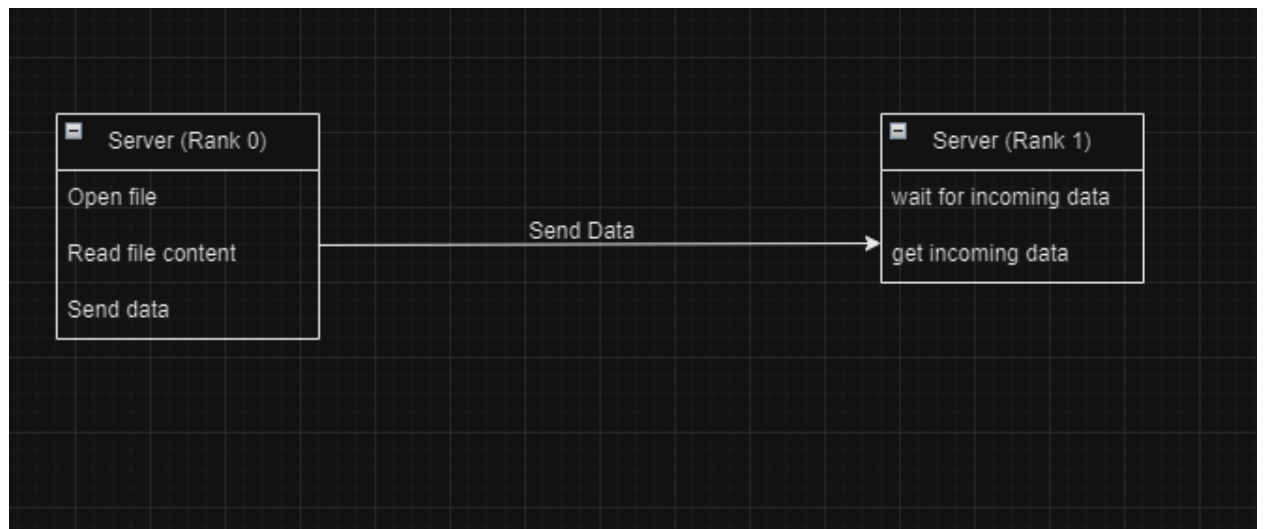 Server (Rank 0)
Open file
Read file content
Send data
Send Data
Server (Rank 1)
wait for incoming data
get incoming data